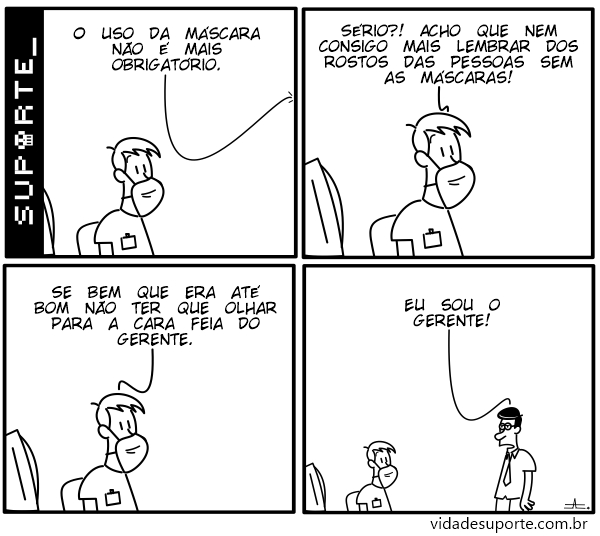 SUPORTE_
O USO DA MÁSCARA
NÃO É MAIS
OBRIGATÓRIO.
SÉRIO?! ACHO QUE NEM
CONSIGO MAIS LEMBRAR DOS
ROSTOS DAS PESSOAS SEM
AS MÁSCARAS!
SE BEM QUE ERA ATÉ
BOM NÃO TER QUE OLHAR
PARA A CARA FEIA DO
GERENTE.
EU SOU O
GERENTE!
vidadesuporte.com.br